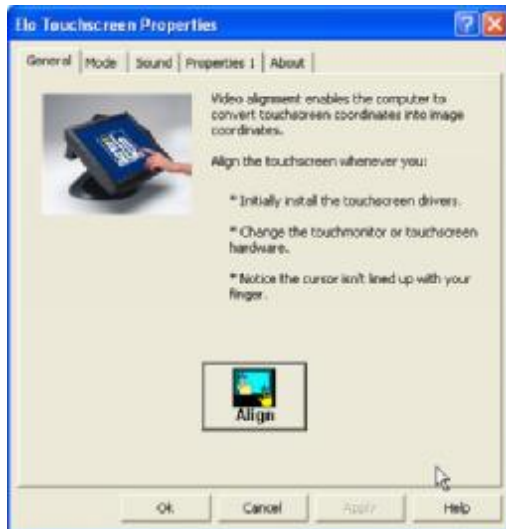 Elo Touchscreen Properties
General Mode Sound Properties 1 About
Video alignment enables the computer to
convert touchscreen coordinates into image
coordinates.
Align the touchscreen whenever you:
* Initially install the touchscreen drivers.
* Change the touchmonitor or touchscreen
hardware.
* Notice the cursor isn't lined up with your
finger.
Align
Ok Cancel Apply Help